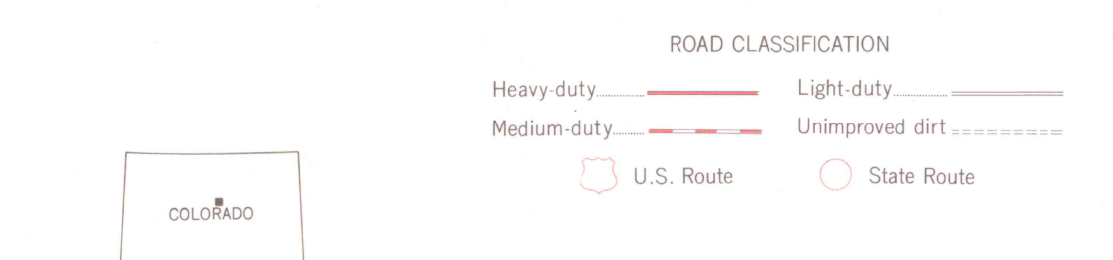 ROAD CLASSIFICATION
Heavy-duty Light-duty
Medium-duty Unimproved dirt
U.S. Route State Route
COLORADO